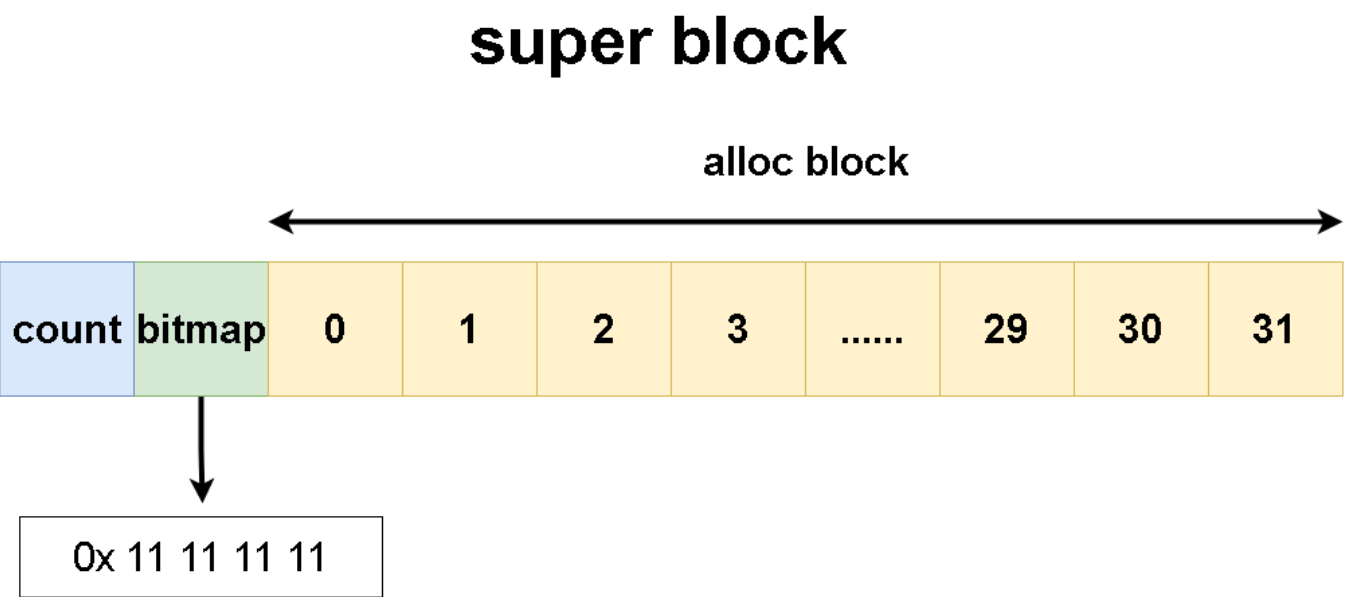 super block
alloc block
count bitmap 0 1 2 3 ...... 29 30 31
0x 11 11 11 11